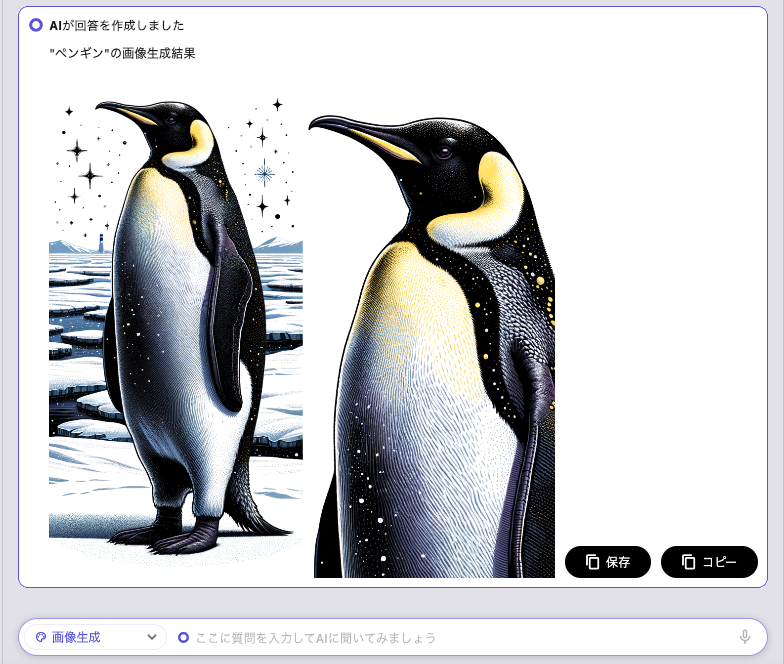 AIが回答を作成しました
"ペンギン"の画像生成結果
保存
コピー
画像生成
ここに質問を入力してAIに聞いてみましょう